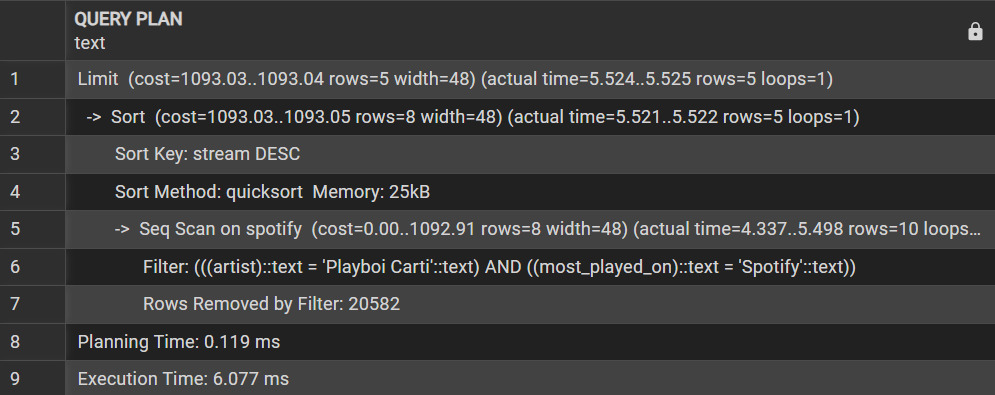 QUERY PLAN
text
1 Limit (cost=1093.03..1093.04 rows=5 width=48) (actual time=5.524..5.525 rows=5 loops=1)
2 -> Sort (cost=1093.03..1093.05 rows=8 width=48) (actual time=5.521..5.522 rows=5 loops=1)
3 Sort Key: stream DESC
4 Sort Method: quicksort Memory: 25kB
5 -> Seq Scan on spotify (cost=0.00..1092.91 rows=8 width=48) (actual time=4.337..5.498 rows=10 loops...
6 Filter: (((artist)::text = 'Playboi Carti'::text) AND ((most_played_on)::text = 'Spotify'::text))
7 Rows Removed by Filter: 20582
8 Planning Time: 0.119 ms
9 Execution Time: 6.077 ms